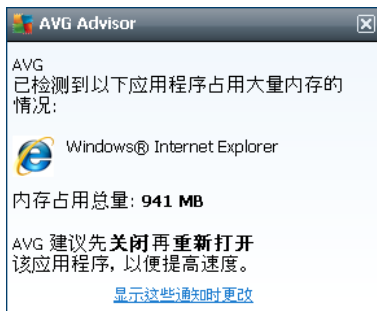 AVG Advisor
AVG
已检测到以下应用程序占用大量内存的
情况:
Windows® Internet Explorer
内存占用总量: 941 MB
AVG 建议先关闭再重新打开
该应用程序, 以便提高速度。
显示这些通知时更改